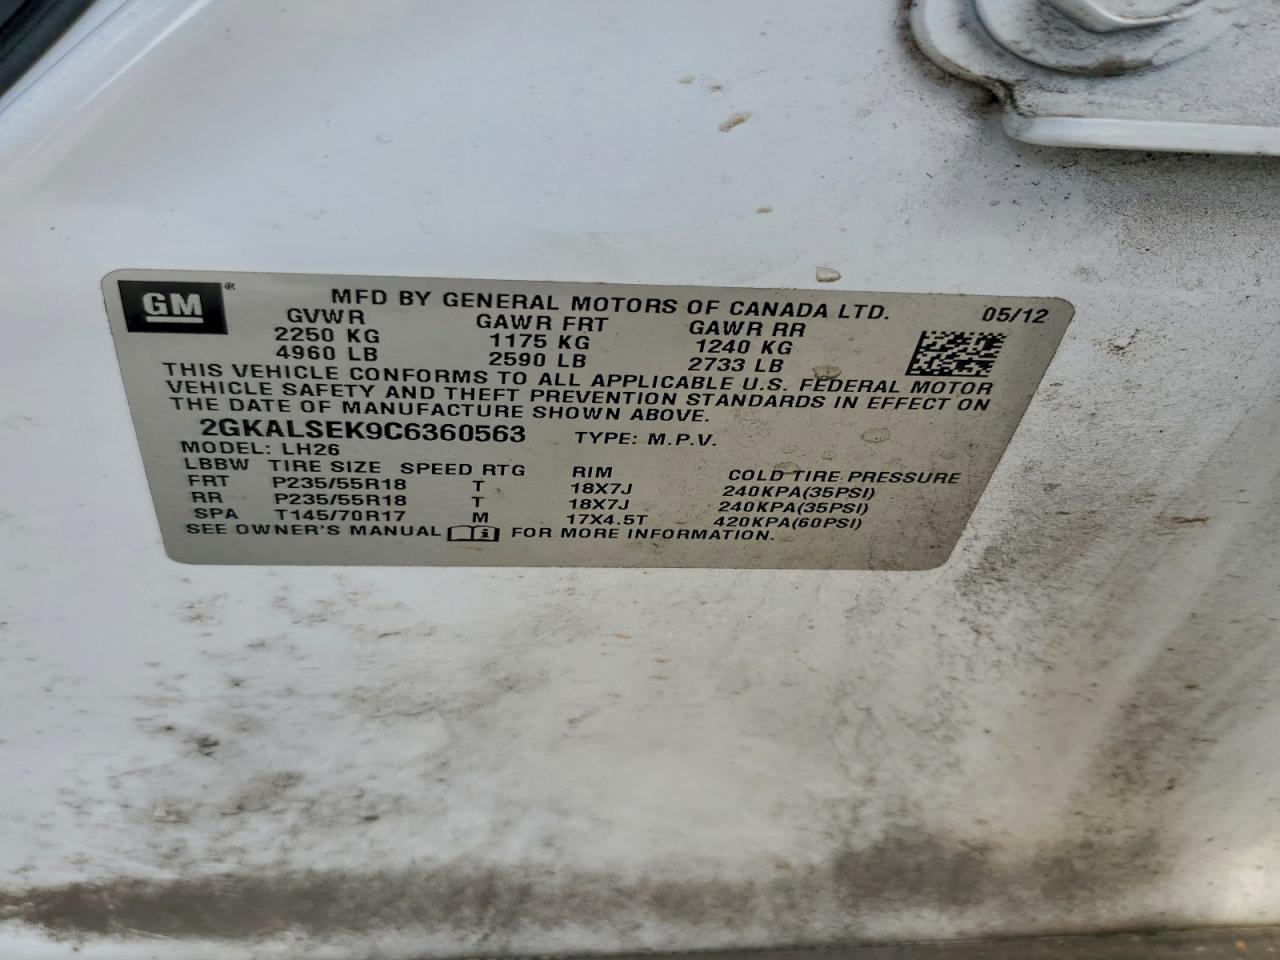 GM®
MFD BY GENERAL MOTORS OF CANADA LTD. 05/12
GVWR GAWR FRT GAWR RR
2250 KG 1175 KG 1240 KG
4960 LB 2590 LB 2733 LB
THIS VEHICLE CONFORMS TO ALL APPLICABLE U.S. FEDERAL MOTOR
VEHICLE SAFETY AND THEFT PREVENTION STANDARDS IN EFFECT ON
THE DATE OF MANUFACTURE SHOWN ABOVE.
2GKALSEK9C6360563 TYPE: M.P.V.
MODEL: LH26
LBBW TIRE SIZE SPEED RTG RIM COLD TIRE PRESSURE
FRT P235/55R18 T 18X7J 240KPA(35PSI)
RR P235/55R18 T 18X7J 240KPA(35PSI)
SPA T145/70R17 M 17X4.5T 420KPA(60PSI)
SEE OWNER'S MANUAL i FOR MORE INFORMATION.